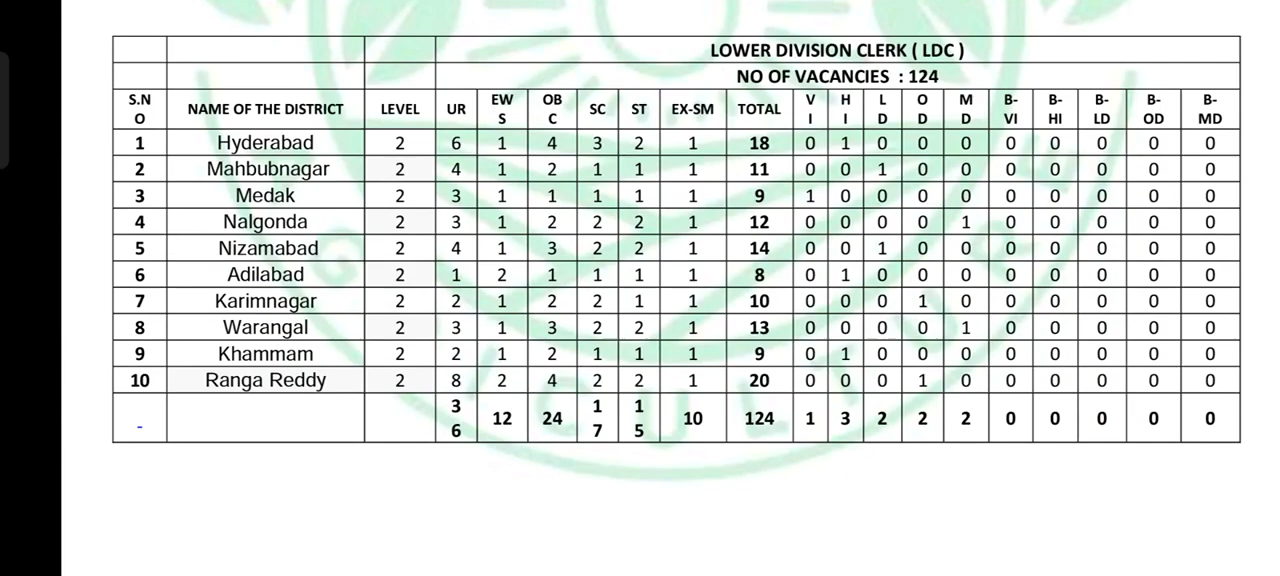 LOWER DIVISION CLERK ( LDC )
NO OF VACANCIES : 124
S.N O NAME OF THE DISTRICT LEVEL UR EW S OB C SC ST EX-SM TOTAL V I H I L D O D M D B- VI B- HI B- LD B- OD B- MD
1 Hyderabad 2 6 1 4 3 2 1 18 0 1 0 0 0 0 0 0 0 0
2 Mahbubnagar 2 4 1 2 1 1 1 11 0 0 1 0 0 0 0 0 0 0
3 Medak 2 3 1 1 1 1 1 9 1 0 0 0 0 0 0 0 0 0
4 Nalgonda 2 3 1 2 2 2 1 12 0 0 0 0 1 0 0 0 0 0
5 Nizamabad 2 4 1 3 2 2 1 14 0 0 1 0 0 0 0 0 0 0
6 Adilabad 2 1 2 1 1 1 1 8 0 1 0 0 0 0 0 0 0 0
7 Karimnagar 2 2 1 2 2 1 1 10 0 0 0 1 0 0 0 0 0 0
8 Warangal 2 3 1 3 2 2 1 13 0 0 0 0 1 0 0 0 0 0
9 Khammam 2 2 1 2 1 1 1 9 0 1 0 0 0 0 0 0 0 0
10 Ranga Reddy 2 8 2 4 2 2 1 20 0 0 0 1 0 0 0 0 0 0
- 36 12 24 17 15 10 124 1 3 2 2 2 0 0 0 0 0